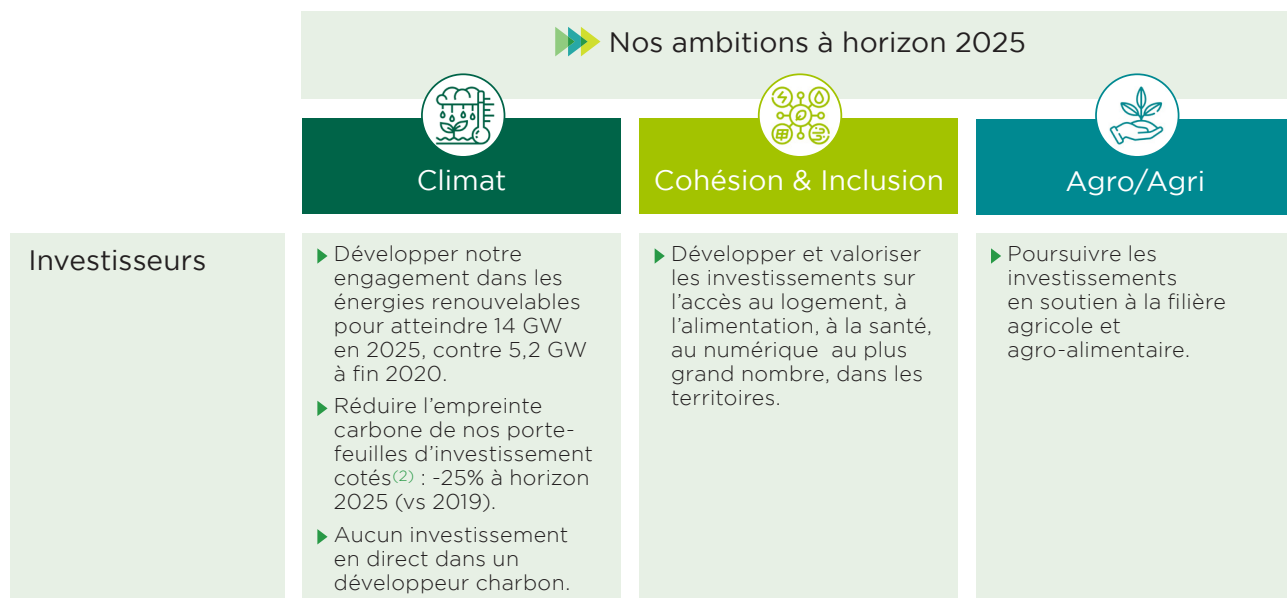 Nos ambitions à horizon 2025
Climat
Cohésion & Inclusion
Agro/Agri
Investisseurs
Développer notre
engagement dans les
énergies renouvelables
pour atteindre 14 GW
en 2025, contre 5,2 GW
à fin 2020.
Réduire l’empreinte
carbone de nos porte-
feuilles d’investissement
cotés(2) : -25% à horizon
2025 (vs 2019).
Aucun investissement
en direct dans un
développeur charbon.
Développer et valoriser
les investissements sur
l’accès au logement, à
l’alimentation, à la santé,
au numérique au plus
grand nombre, dans les
territoires.
Poursuivre les
investissements
en soutien à la filière
agricole et
agro-alimentaire.